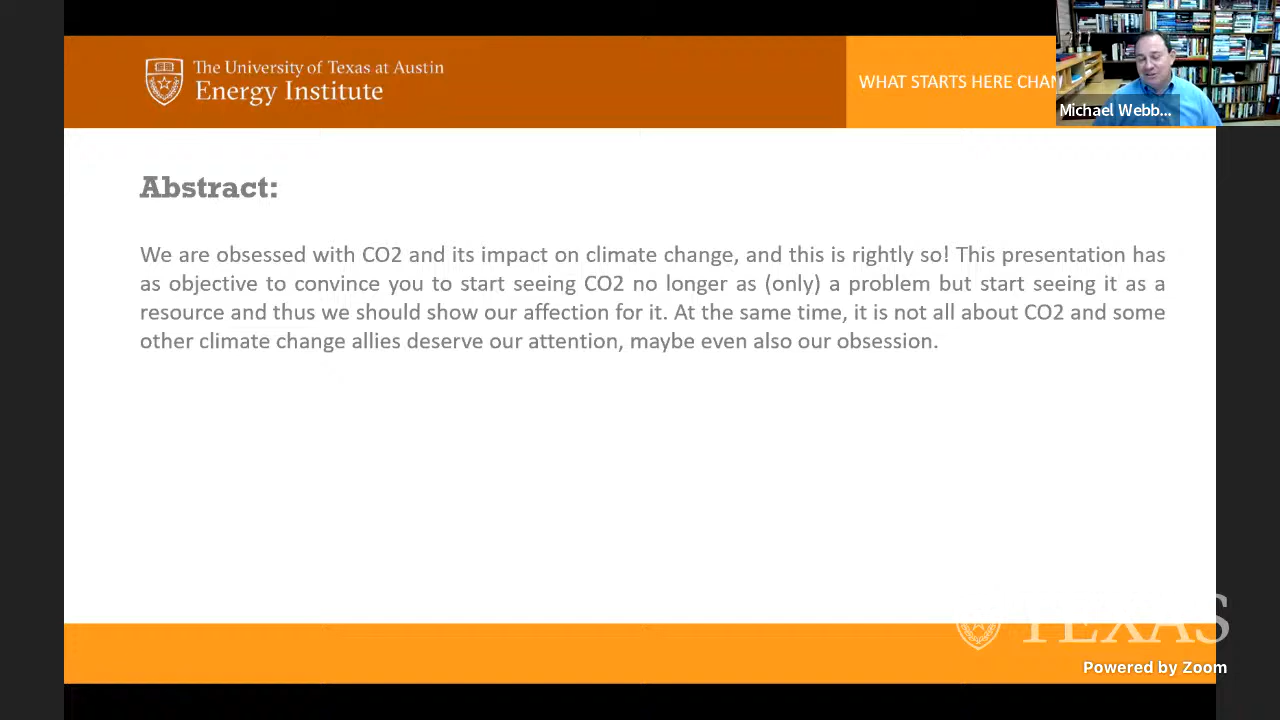 The University of Texas at Austin
Energy Institute
WHAT STARTS HERE CHAN
Michael Webb...
Abstract:
We are obsessed with CO2 and its impact on climate change, and this is rightly so! This presentation has
as objective to convince you to start seeing CO2 no longer as (only) a problem but start seeing it as a
resource and thus we should show our affection for it. At the same time, it is not all about CO2 and some
other climate change allies deserve our attention, maybe even also our obsession.
TEXAS
Powered by Zoom